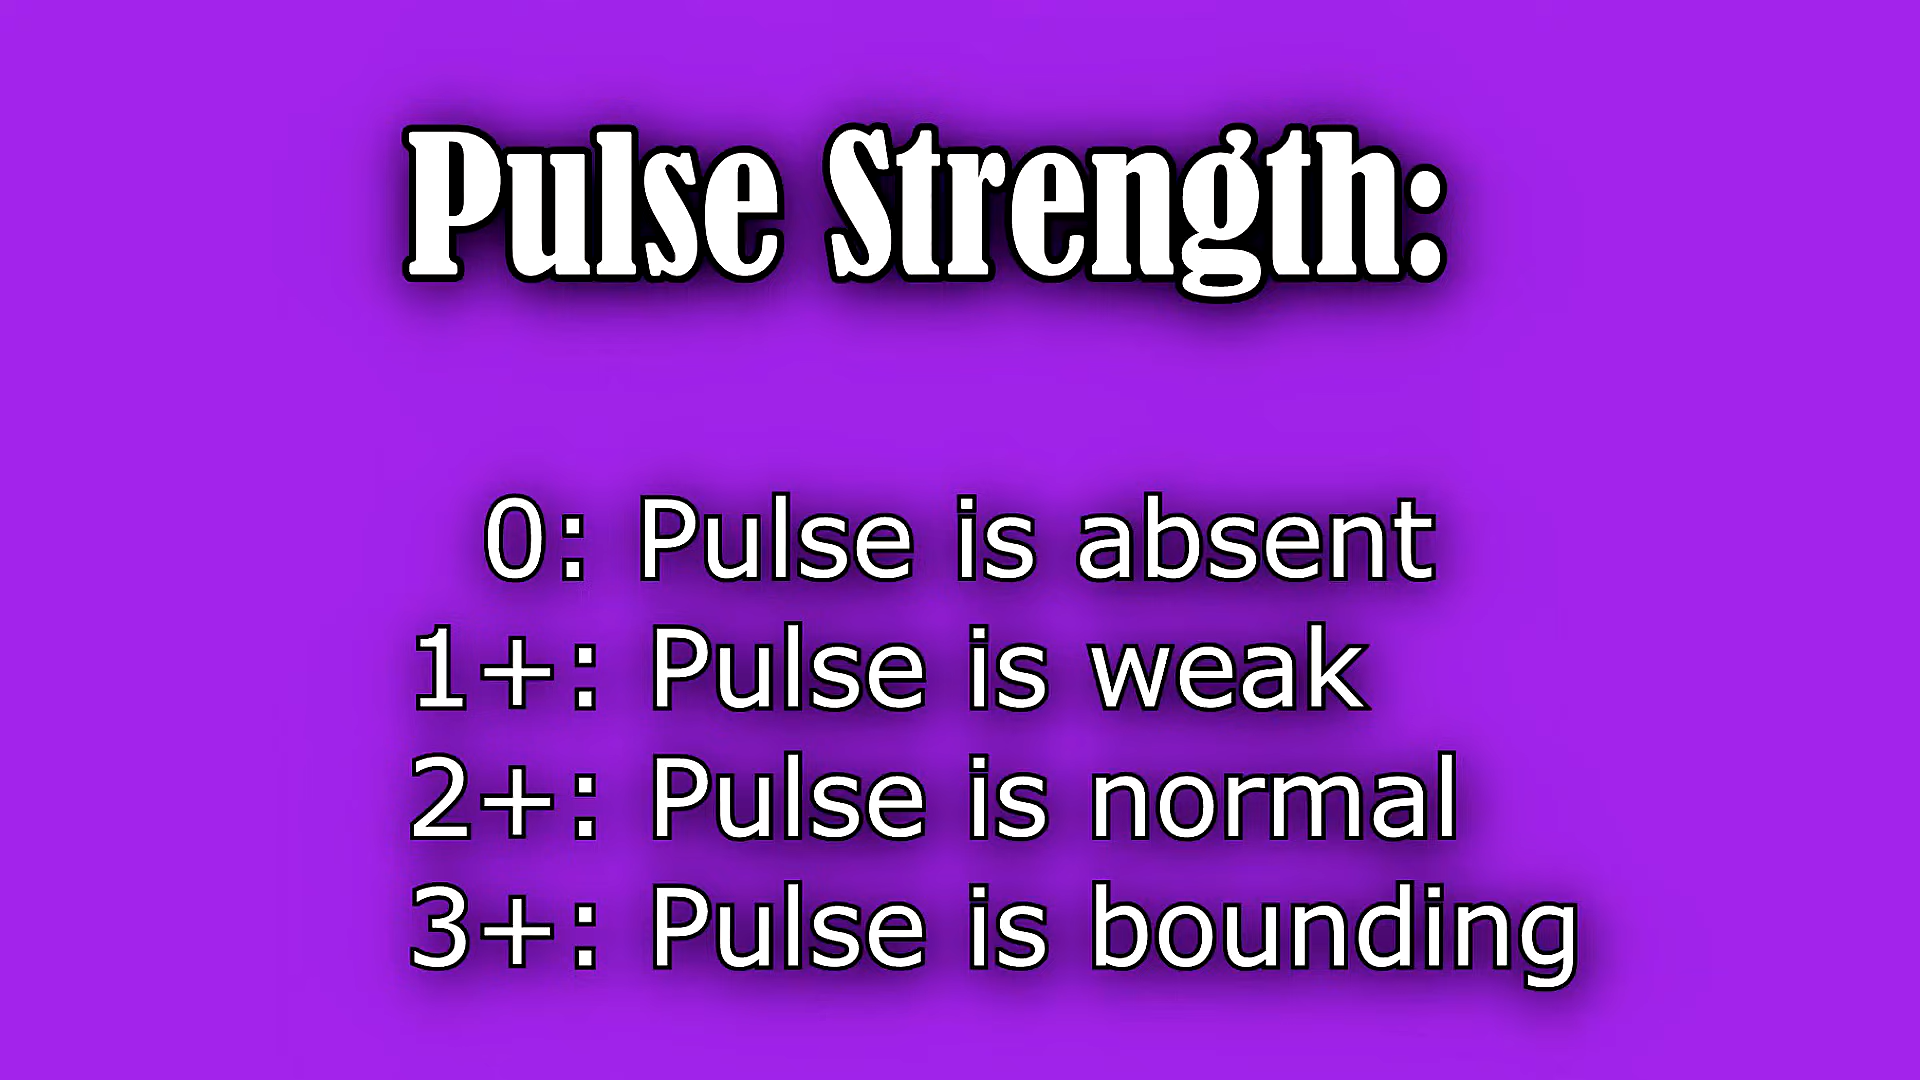 Pulse Strength:
0: Pulse is absent
1+: Pulse is weak
2+: Pulse is normal
3+: Pulse is bounding